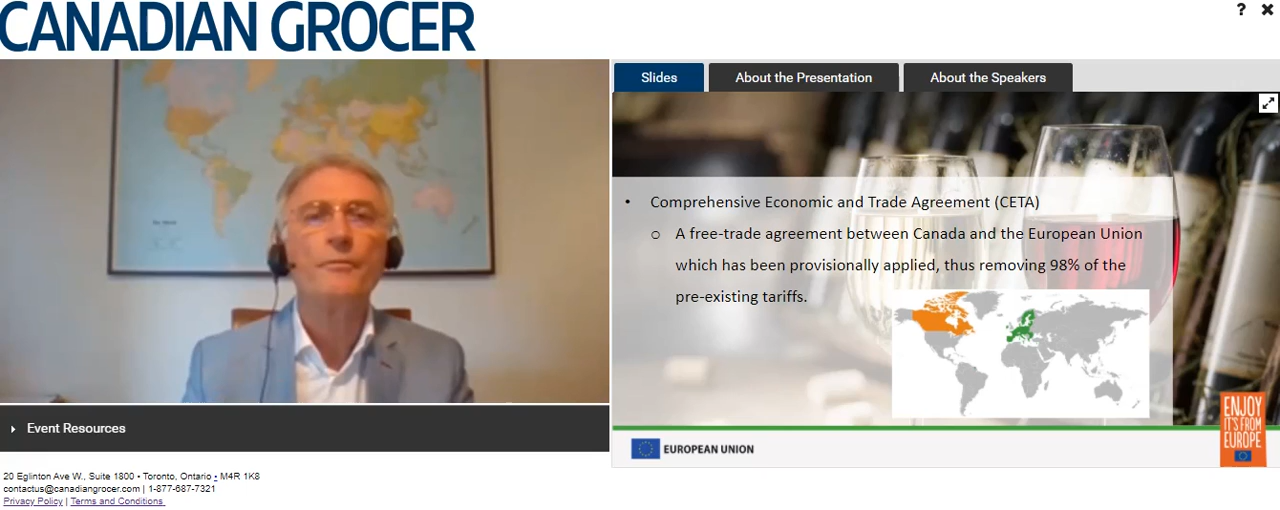 CANADIAN GROCER
? ✖
Slides
About the Presentation
About the Speakers
• Comprehensive Economic and Trade Agreement (CETA)
o A free-trade agreement between Canada and the European Union
which has been provisionally applied, thus removing 98% of the
pre-existing tariffs.
Event Resources
EUROPEAN UNION
ENJOY
IT'S FROM
EUROPE
20 Eglinton Ave W., Suite 1800 • Toronto, Ontario • M4R 1K8
contactus@canadiangrocer.com | 1-877-687-7321
Privacy Policy | Terms and Conditions